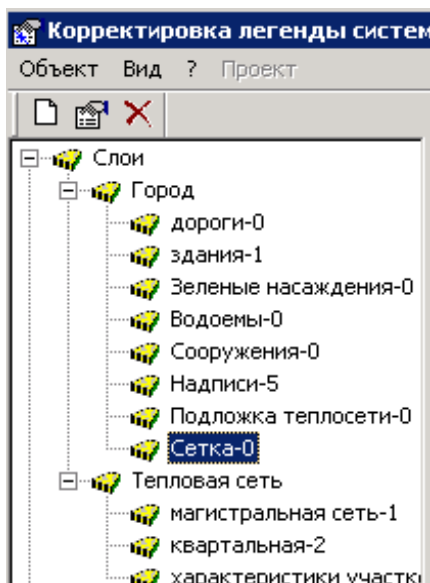 Корректировка легенды систем
Объект Вид ? Проект
Слои
Город
дороги-0
здания-1
Зеленые насаждения-0
Водоемы-0
Сооружения-0
Надписи-5
Подложка теплосети-0
Сетка-0
Тепловая сеть
магистральная сеть-1
квартальная-2
характеристики участк